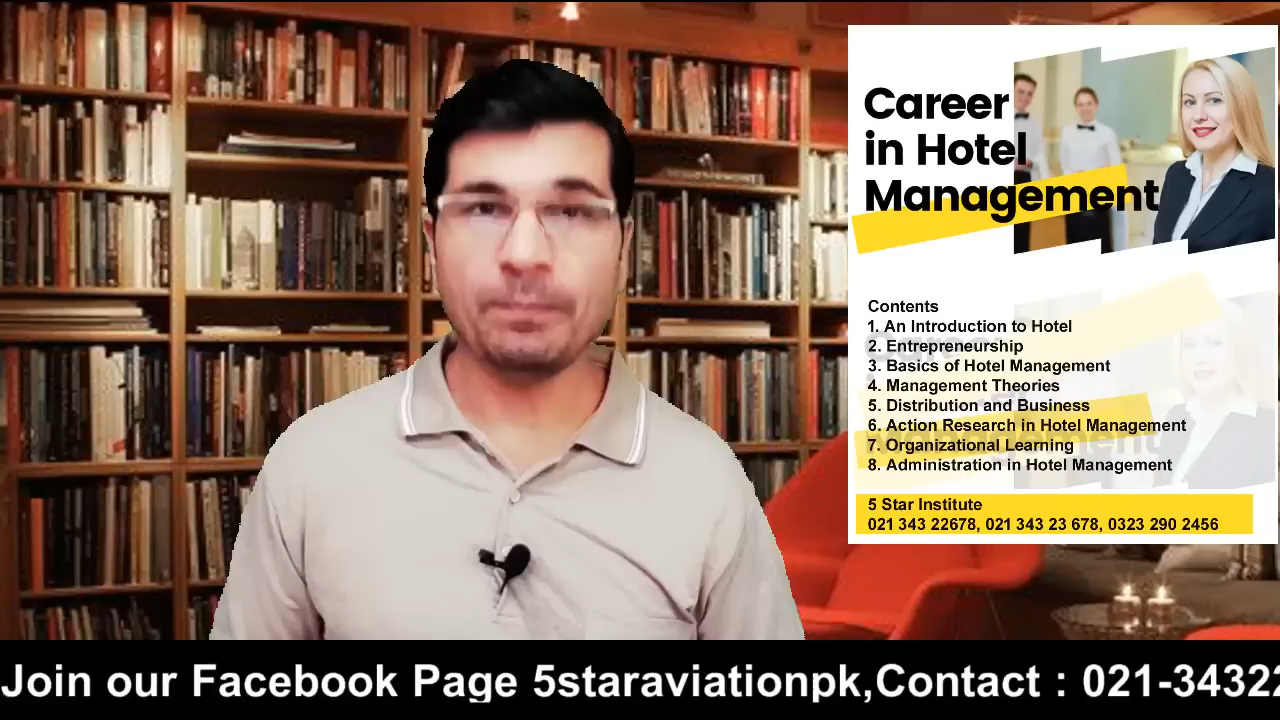 Career
in Hotel
Management
Contents
1. An Introduction to Hotel
2. Entrepreneurship
3. Basics of Hotel Management
4. Management Theories
5. Distribution and Business
6. Action Research in Hotel Management
7. Organizational Learning
8. Administration in Hotel Management
5 Star Institute
021 343 22678, 021 343 23 678, 0323 290 2456
Join our Facebook Page 5staraviationpk,Contact : 021-34322